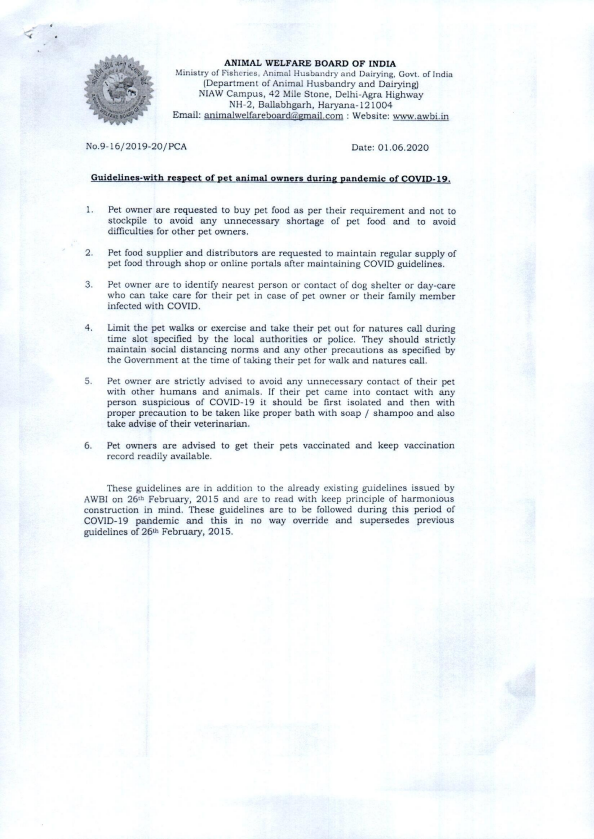 ANIMAL WELFARE BOARD OF INDIA
Ministry of Fisheries, Animal Husbandry and Dairying, Govt. of India
(Department of Animal Husbandry and Dairying)
NIAW Campus, 42 Mile Stone, Delhi-Agra Highway
NH-2, Ballabhgarh, Haryana-121004
Email: animalwelfareboard@gmail.com : Website: www.awbi.in
No.9-16/2019-20/PCA Date: 01.06.2020
Guidelines-with respect of pet animal owners during pandemic of COVID-19.
1. Pet owner are requested to buy pet food as per their requirement and not to
stockpile to avoid any unnecessary shortage of pet food and to avoid
difficulties for other pet owners.
2. Pet food supplier and distributors are requested to maintain regular supply of
pet food through shop or online portals after maintaining COVID guidelines.
3. Pet owner are to identify nearest person or contact of dog shelter or day-care
who can take care for their pet in case of pet owner or their family member
infected with COVID.
4. Limit the pet walks or exercise and take their pet out for natures call during
time slot specified by the local authorities or police. They should strictly
maintain social distancing norms and any other precautions as specified by
the Government at the time of taking their pet for walk and natures call.
5. Pet owner are strictly advised to avoid any unnecessary contact of their pet
with other humans and animals. If their pet came into contact with any
person suspicious of COVID-19 it should be first isolated and then with
proper precaution to be taken like proper bath with soap / shampoo and also
take advise of their veterinarian.
6. Pet owners are advised to get their pets vaccinated and keep vaccination
record readily available.
These guidelines are in addition to the already existing guidelines issued by
AWBI on 26th February, 2015 and are to read with keep principle of harmonious
construction in mind. These guidelines are to be followed during this period of
COVID-19 pandemic and this in no way override and supersedes previous
guidelines of 26th February, 2015.